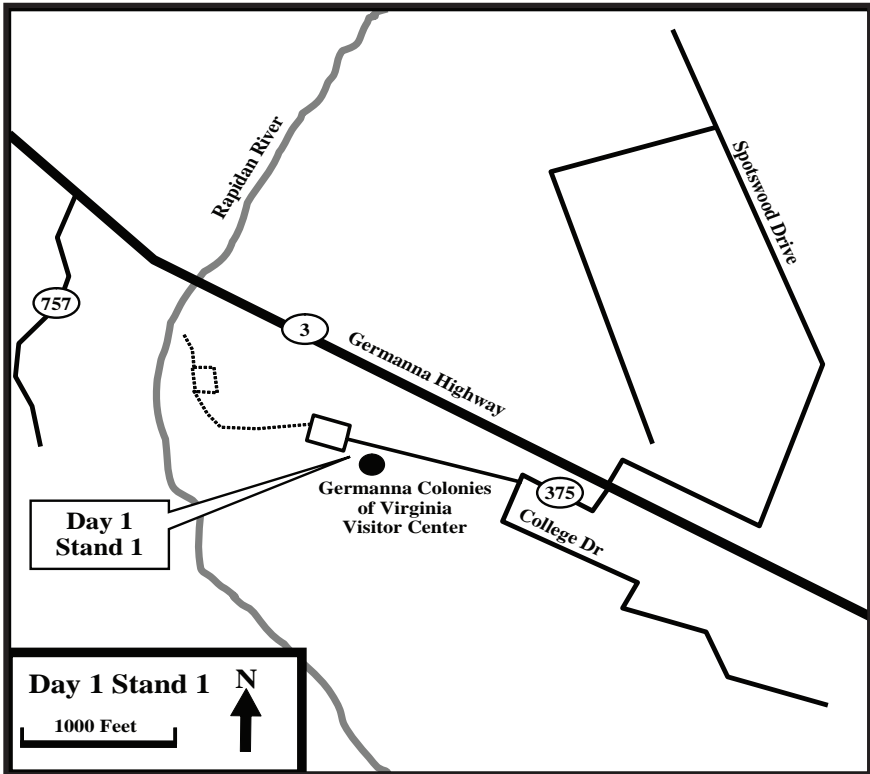 Rapidan River
Spotswood Drive
757
3
Germanna Highway
375
Germanna Colonies
of Virginia
Visitor Center
College Dr
Day 1
Stand 1
Day 1 Stand 1
N
1000 Feet